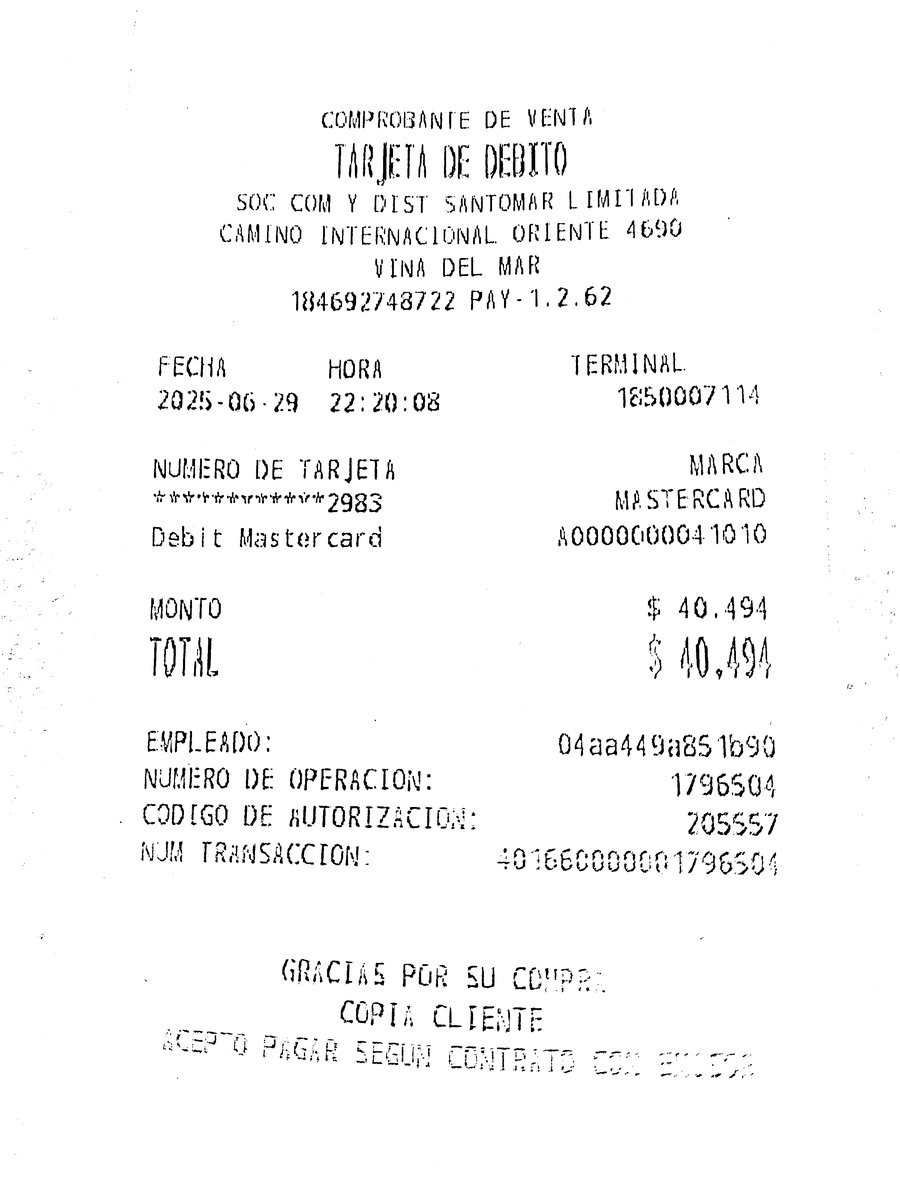 COMPROBANTE DE VENTA
TARJETA DE DEBITO
SOC COM Y DIST SANTOMAR LIMITADA
CAMINO INTERNACIONAL ORIENTE 4690
VINA DEL MAR
184692748722 PAY-1.2.62
FECHA HORA TERMINAL
2025-06-29 22:20:08 1850007114
NUMERO DE TARJETA MARCA
************2983 MASTERCARD
Debit Mastercard A0000000041010
MONTO $ 40.494
TOTAL $ 40.494
EMPLEADO: 04aa449a851b90
NUMERO DE OPERACION: 1796504
CODIGO DE AUTORIZACION: 205557
NUM TRANSACCION: 401660000001796504
GRACIAS POR SU COMPRA
COPIA CLIENTE
ACEPTO PAGAR SEGUN CONTRATO CON